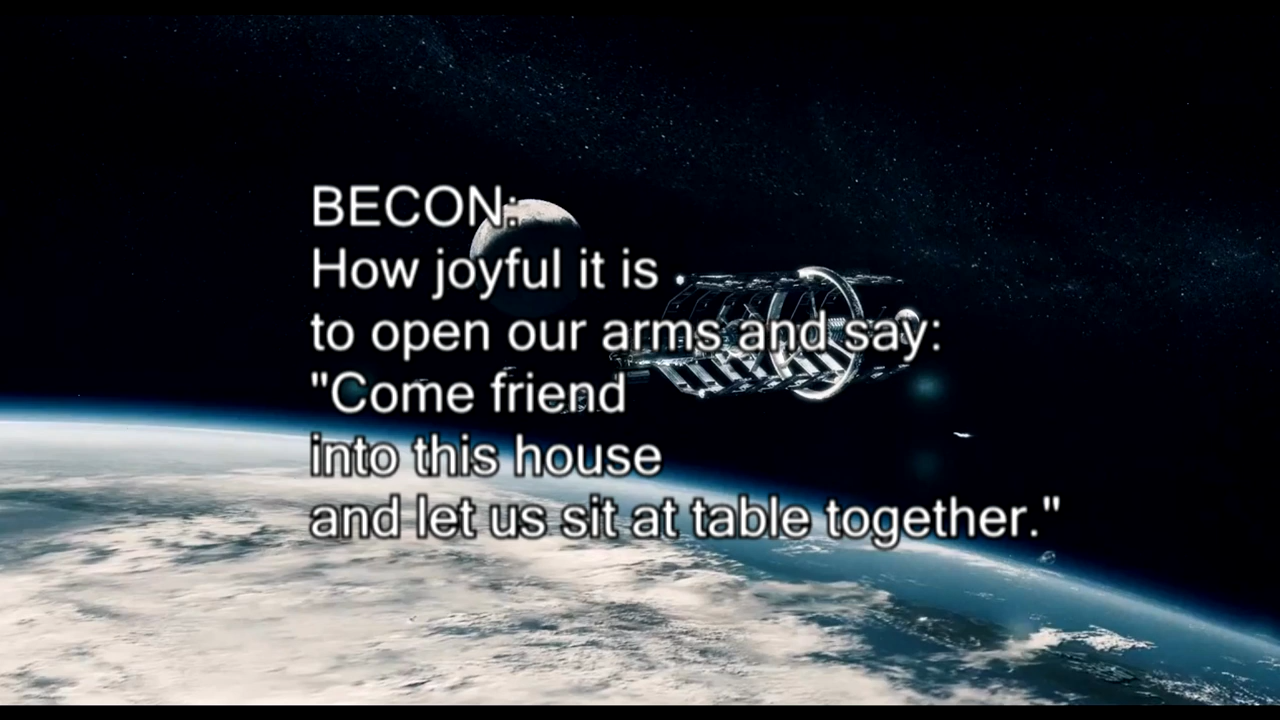 BECON:
How joyful it is
to open our arms and say:
"Come friend
into this house
and let us sit at table together."